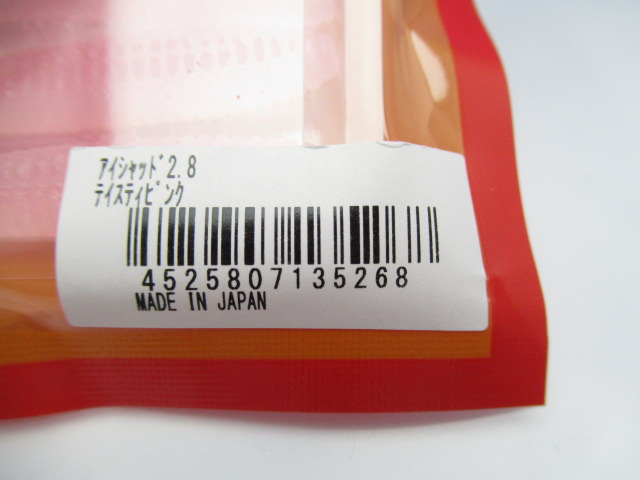 ｱｲｼｬｯﾄﾞ2.8
ﾃｲｽﾃｨﾋﾟﾝｸ
4525807135268
MADE IN JAPAN